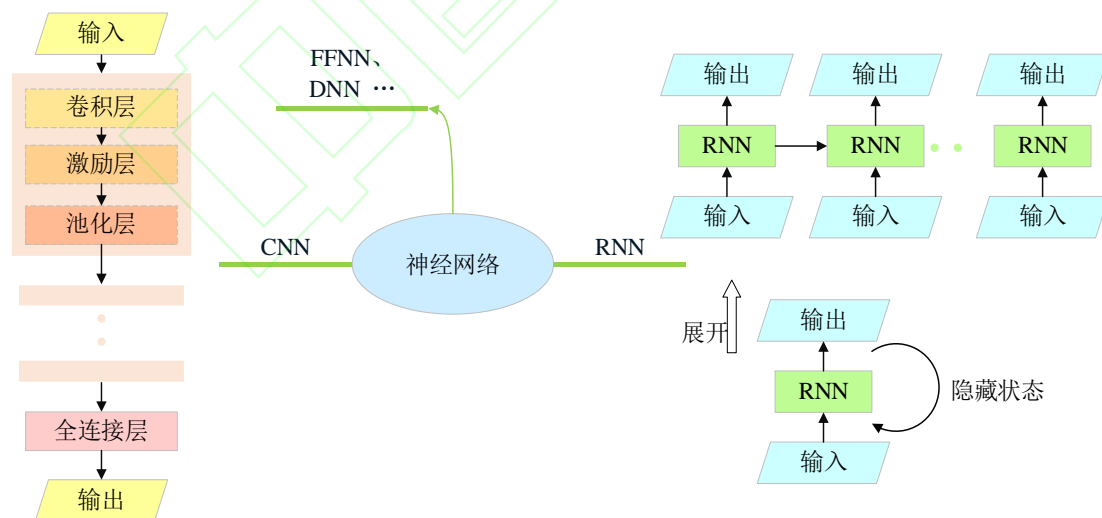 输入
卷积层
激励层
池化层
全连接层
输出
FFNN、
DNN …
CNN
神经网络
RNN
输出
输出
输出
RNN
RNN
RNN
输入
输入
输入
展开
输出
RNN
隐藏状态
输入